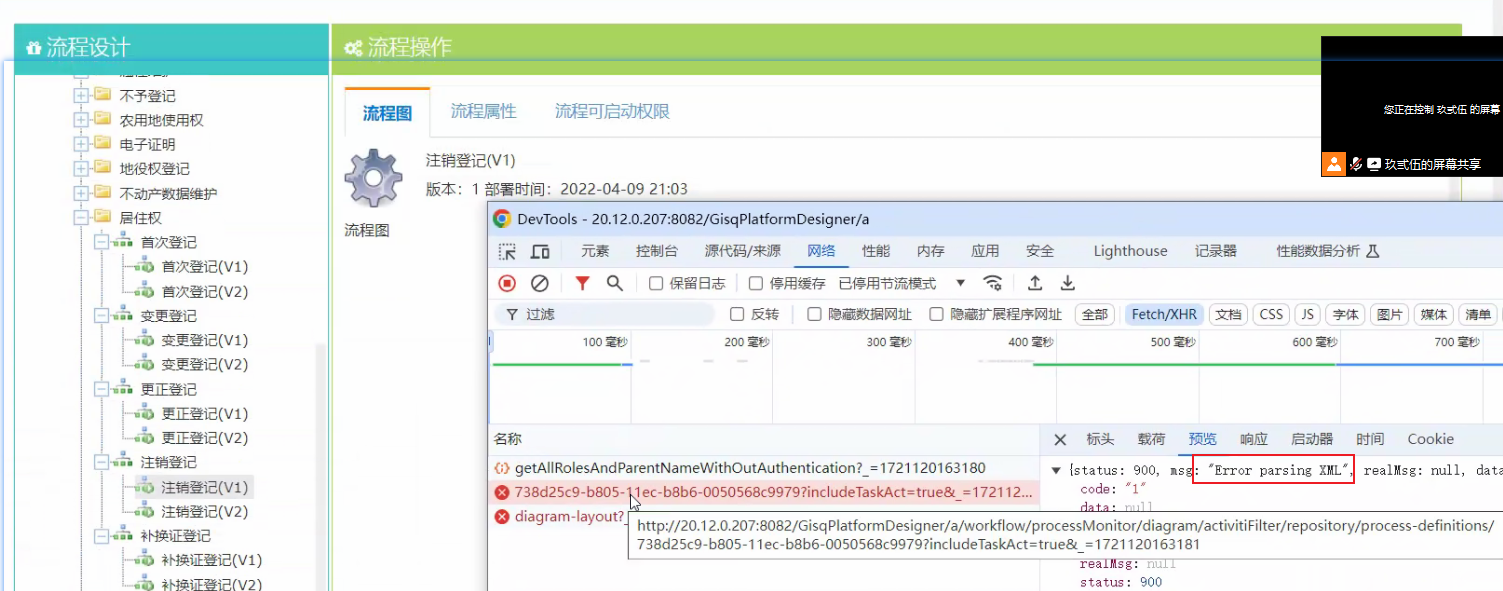 流程设计
流程操作
不予登记
农用地使用权
电子证明
地役权登记
不动产数据维护
居住权
首次登记
首次登记(V1)
首次登记(V2)
变更登记
变更登记(V1)
变更登记(V2)
更正登记
更正登记(V1)
更正登记(V2)
注销登记
注销登记(V1)
注销登记(V2)
补换证登记
补换证登记(V1)
补换证登记(V2)
流程图 流程属性 流程可启动权限
注销登记(V1)
版本: 1 部署时间: 2022-04-09 21:03
流程图
您正在控制 玖弍伍 的屏幕
玖弍伍的屏幕共享
DevTools - 20.12.0.207:8082/GisqPlatformDesigner/a
元素 控制台 源代码/来源 网络 性能 内存 应用 安全 Lighthouse 记录器 性能数据分析
保留日志 停用缓存 已停用节流模式
过滤 反转 隐藏数据网址 隐藏扩展程序网址 全部 Fetch/XHR 文档 CSS JS 字体 图片 媒体 清单
100 毫秒 200 毫秒 300 毫秒 400 毫秒 500 毫秒 600 毫秒 700 毫秒
名称
getAllRolesAndParentNameWithOutAuthentication?_=1721120163180
738d25c9-b805-11ec-b8b6-0050568c9979?includeTaskAct=true&_=172112...
diagram-layout?
标头 载荷 预览 响应 启动器 时间 Cookie
{status: 900, msg: "Error parsing XML", realMsg: null, data
code: "1"
data: null
http://20.12.0.207:8082/GisqPlatformDesigner/a/workflow/processMonitor/diagram/activitiFilter/repository/process-definitions/
738d25c9-b805-11ec-b8b6-0050568c9979?includeTaskAct=true&_=1721120163181
realMsg: null
status: 900